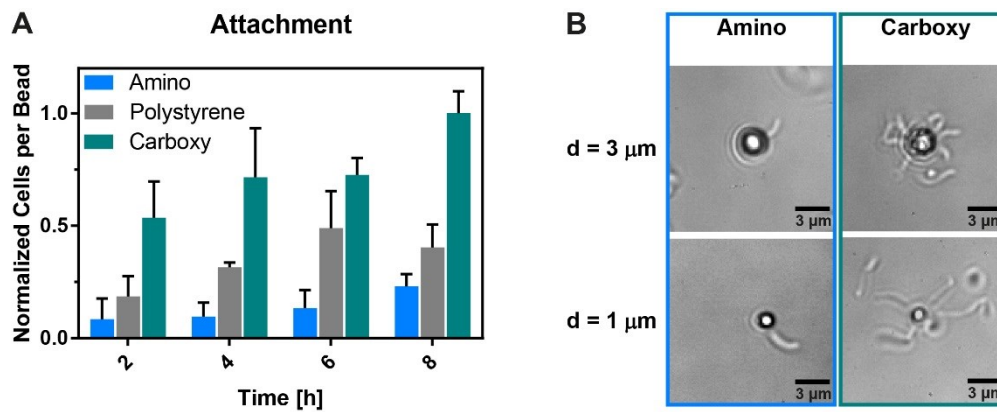 A
Attachment
Normalized Cells per Bead
1.0
0.5
0.0
Amino
Polystyrene
Carboxy
2 4 6 8
Time [h]
B
Amino Carboxy
d = 3 μm
3 μm 3 μm
d = 1 μm
3 μm 3 μm